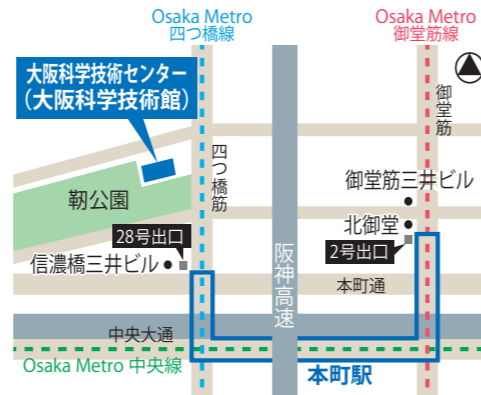 Osaka Metro
四つ橋線
Osaka Metro
御堂筋線
大阪科学技術センター
（大阪科学技術館）
御堂筋
四つ橋筋
御堂筋三井ビル
靭公園
北御堂
28号出口
2号出口
信濃橋三井ビル
阪神高速
本町通
中央大通
Osaka Metro 中央線
本町駅